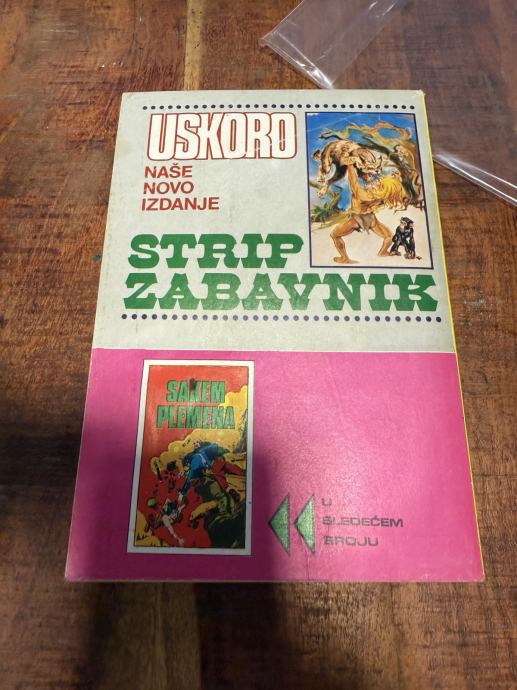 USKORO
NAŠE
NOVO
IZDANJE
STRIP
ZABAVNIK
SAKEM
PLEMENA
U
SLEDEĆEM
BROJU